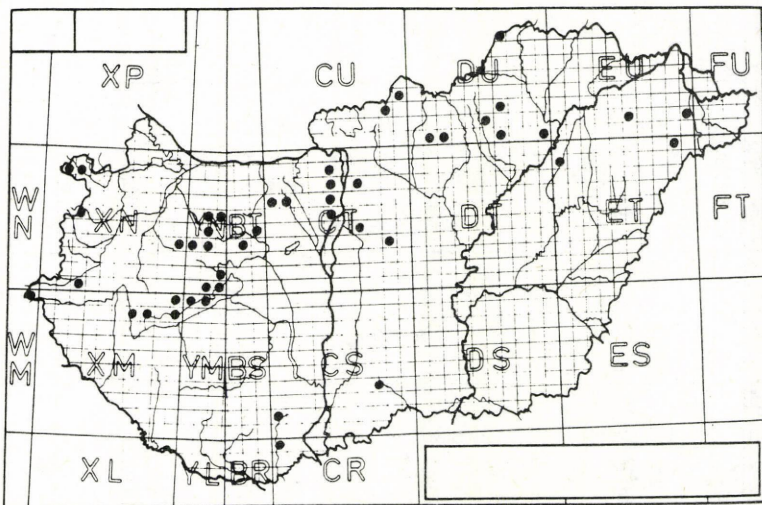 XP CU DU EU FU
WN XN YN BT CT DT ET FT
WM XM YM BS CS DS ES
XL YL BR CR